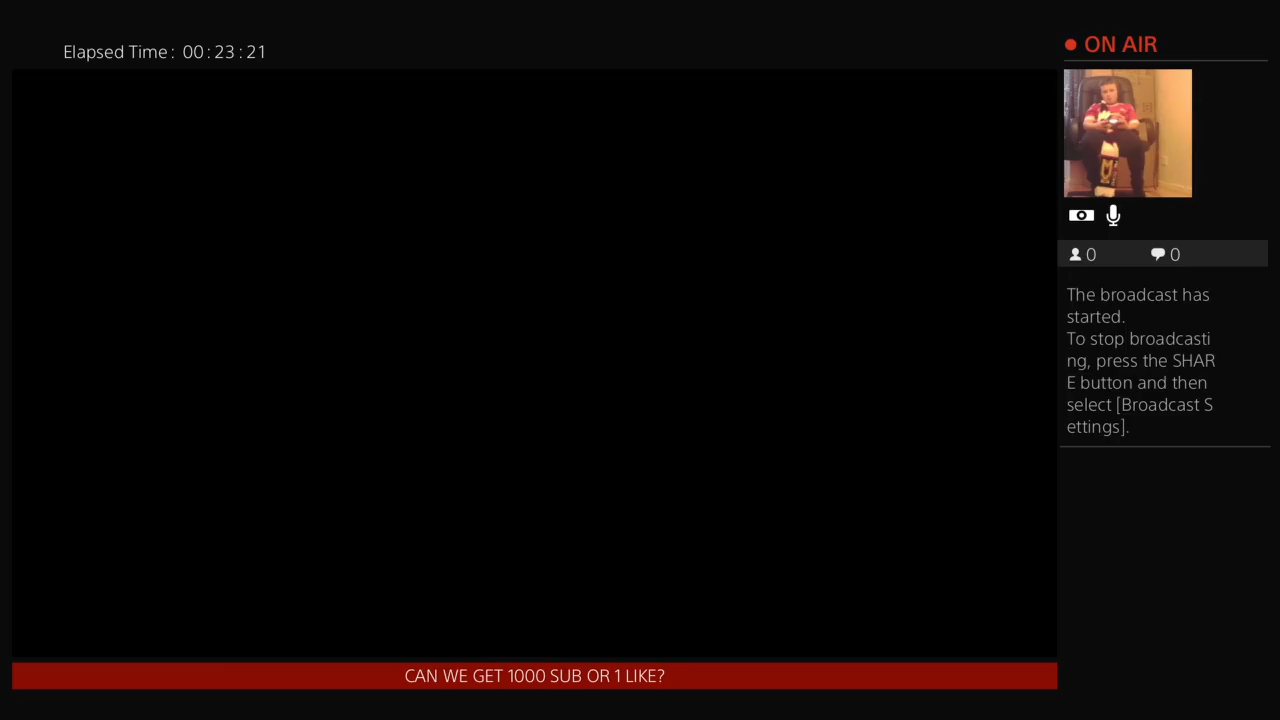 Elapsed Time: 00:23:21
ON AIR
0 0
The broadcast has
started.
To stop broadcasti
ng, press the SHAR
E button and then
select [Broadcast S
ettings].
CAN WE GET 1000 SUB OR 1 LIKE?